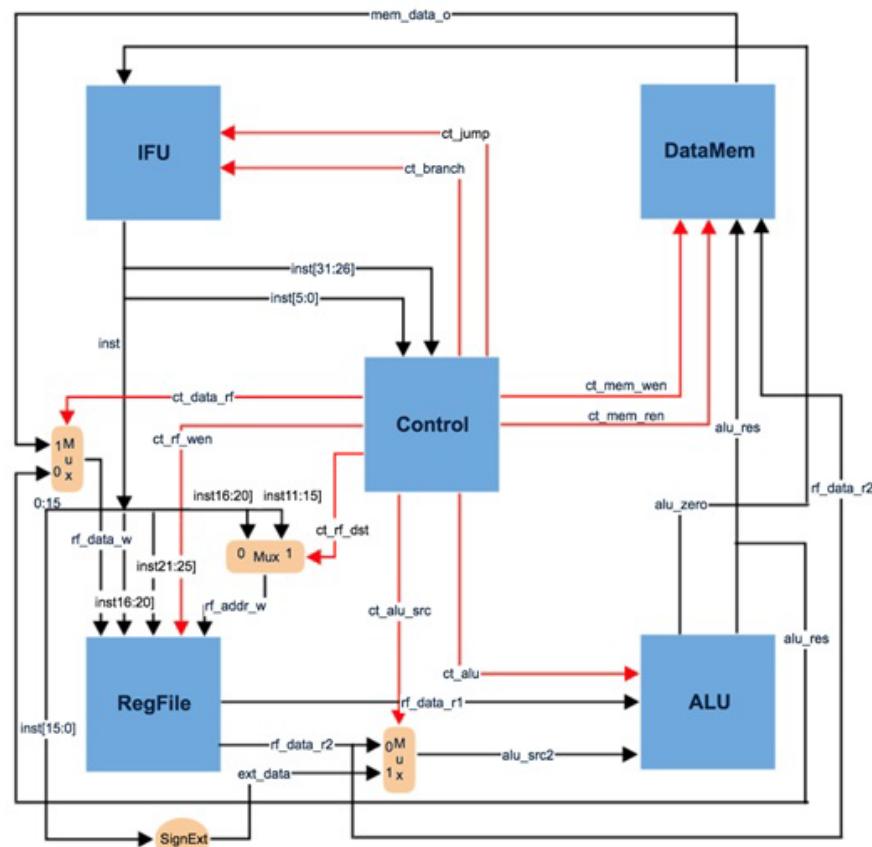 mem_data_o
IFU
ct_jump
ct_branch
DataMem
inst[31:26]
inst[5:0]
inst
ct_data_rf
ct_rf_wen
Control
ct_mem_wen
ct_mem_ren
alu_res
rf_data_r2
1 Mux 0
0:15
inst16:20]
inst11:15]
alu_zero
ct_rf_dst
rf_data_w
0 Mux 1
inst21:25]
inst16:20]
rf_addr_w
ct_alu_src
alu_res
ct_alu
RegFile
rf_data_r1
ALU
inst[15:0]
rf_data_r2
0 Mux 1
alu_src2
ext_data
SignExt